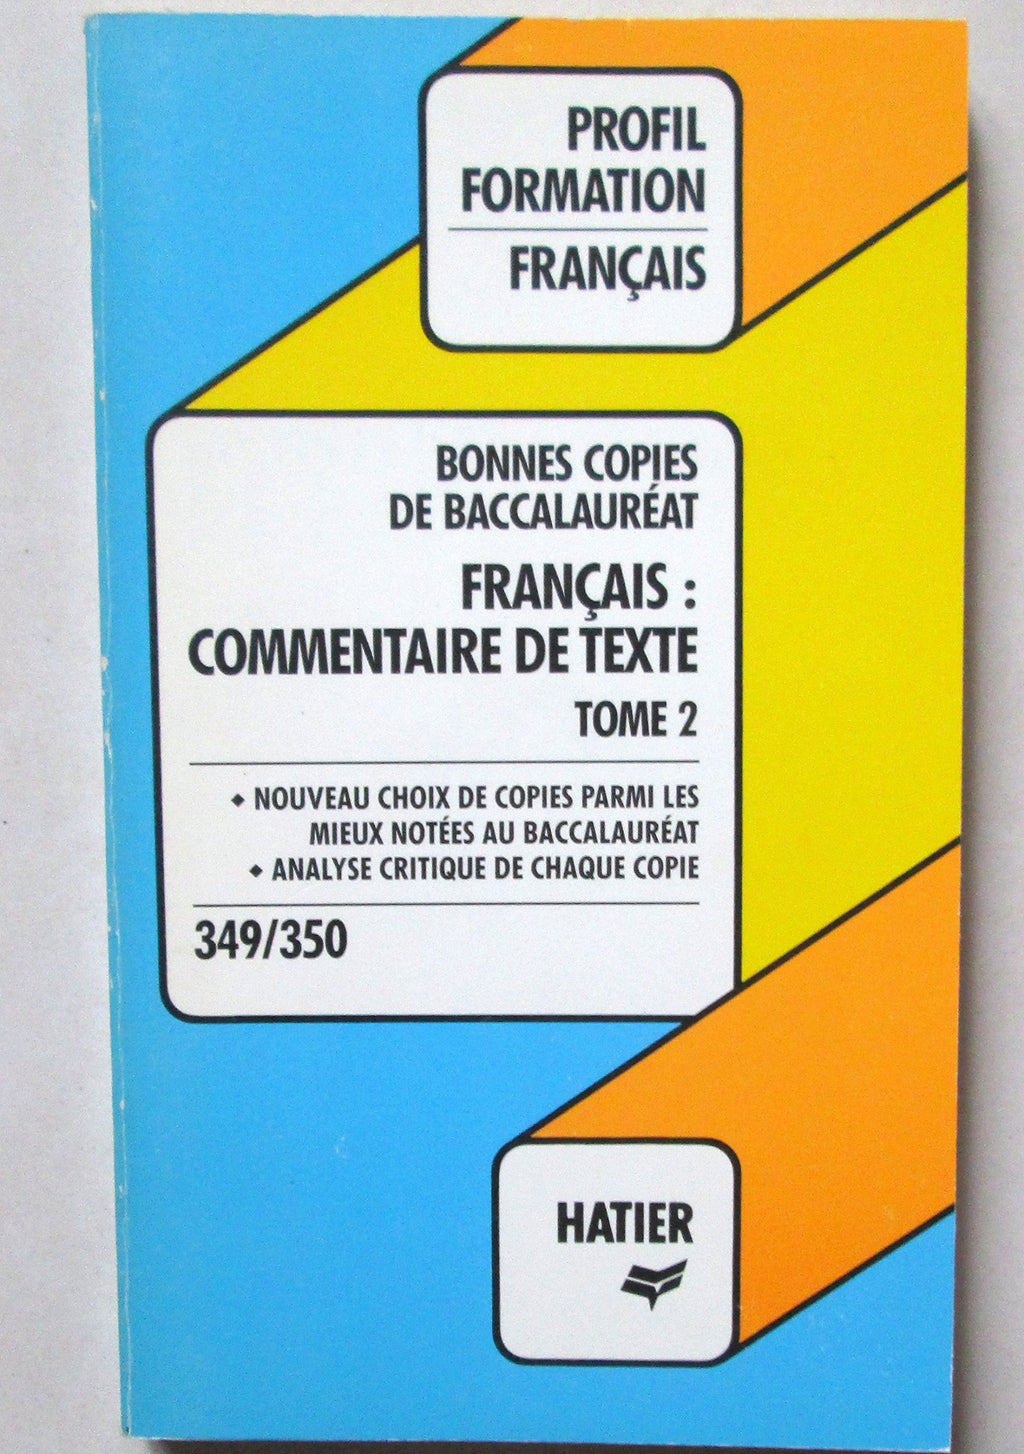 PROFIL
FORMATION
FRANÇAIS
BONNES COPIES
DE BACCALAURÉAT
FRANÇAIS :
COMMENTAIRE DE TEXTE
TOME 2
◆ NOUVEAU CHOIX DE COPIES PARMI LES
MIEUX NOTÉES AU BACCALAURÉAT
◆ ANALYSE CRITIQUE DE CHAQUE COPIE
349/350
HATIER